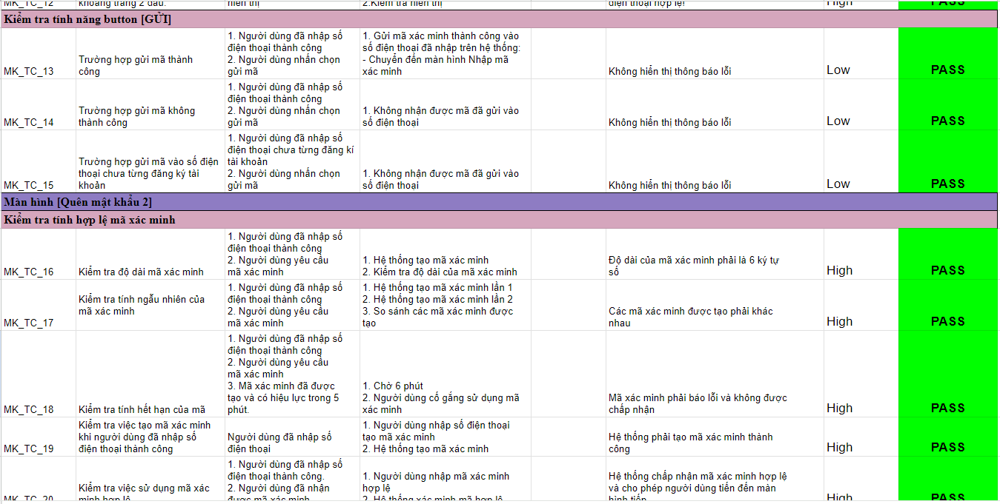 MK_TC_12
khoảng trắng 2 đầu.
hiển thị
2.Kiểm tra hiển thị
điện thoại hợp lệ!
High
PASS
Kiểm tra tính năng button [GỬI]
MK_TC_13
Trường hợp gửi mã thành
công
1. Người dùng đã nhập số
điện thoại thành công
2. Người dùng nhấn chọn
gửi mã
1. Gửi mã xác minh thành công vào
số điện thoại đã nhập trên hệ thống:
- Chuyển đến màn hình Nhập mã
xác minh
Không hiển thị thông báo lỗi
Low
PASS
MK_TC_14
Trường hợp gửi mã không
thành công
1. Người dùng đã nhập số
điện thoại thành công
2. Người dùng nhấn chọn
gửi mã
1. Không nhận được mã đã gửi vào
số điện thoại
Không hiển thị thông báo lỗi
Low
PASS
MK_TC_15
Trường hợp gửi mã vào số điện
thoại chưa từng đăng ký tài
khoản
1. Người dùng đã nhập số
điện thoại chưa từng đăng kí
tài khoản
2. Người dùng nhấn chọn
gửi mã
1. Không nhận được mã đã gửi vào
số điện thoại
Không hiển thị thông báo lỗi
Low
PASS
Màn hình [Quên mật khẩu 2]
Kiểm tra tính hợp lệ mã xác minh
MK_TC_16
Kiểm tra độ dài mã xác minh
1. Người dùng đã nhập số
điện thoại thành công
2. Người dùng yêu cầu
mã xác minh
1. Hệ thống tạo mã xác minh
2. Kiểm tra độ dài của mã xác minh
Độ dài của mã xác minh phải là 6 ký tự
số
High
PASS
MK_TC_17
Kiểm tra tính ngẫu nhiên của
mã xác minh
1. Người dùng đã nhập số
điện thoại thành công
2. Người dùng yêu cầu
mã xác minh
1. Hệ thống tạo mã xác minh lần 1
2. Hệ thống tạo mã xác minh lần 2
3. So sánh các mã xác minh được
tạo
Các mã xác minh được tạo phải khác
nhau
High
PASS
MK_TC_18
Kiểm tra tính hết hạn của mã
1. Người dùng đã nhập số
điện thoại thành công
2. Người dùng yêu cầu
mã xác minh
3. Mã xác minh đã được
tạo và có hiệu lực trong 5
phút.
1. Chờ 6 phút
2. Người dùng cố gắng sử dụng mã
xác minh
Mã xác minh phải báo lỗi và không được
chấp nhận
High
PASS
MK_TC_19
Kiểm tra việc tạo mã xác minh
khi người dùng đã nhập số
điện thoại thành công
Người dùng đã nhập số
điện thoại
1. Người dùng nhập số điện thoại
tạo mã xác minh
2. Hệ thống tạo mã xác minh
Hệ thống phải tạo mã xác minh thành
công
High
PASS
MK_TC_20
Kiểm tra việc sử dụng mã xác
minh hợp lệ
1. Người dùng đã nhập số
điện thoại thành công.
2. Người dùng đã nhận
được mã xác minh
1. Người dùng nhập mã xác minh
hợp lệ
2. Hệ thống xác minh mã hợp lệ
Hệ thống chấp nhận mã xác minh hợp lệ
và cho phép người dùng tiến đến màn
hình tiếp
High
PASS